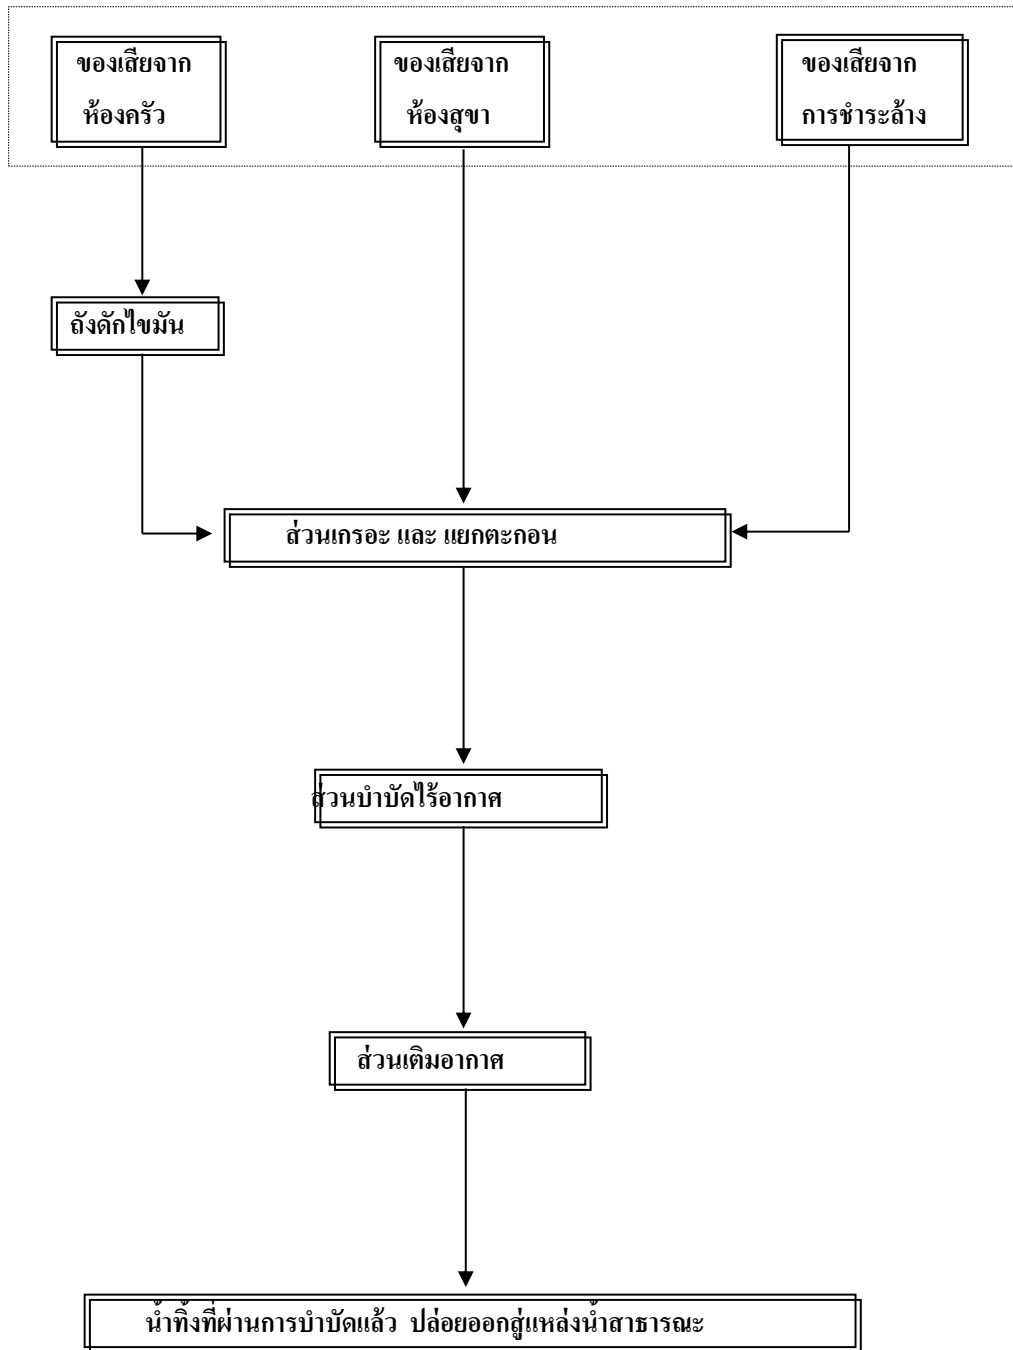 ของเสียจาก
ห้องครัว
ของเสียจาก
ห้องสุขา
ของเสียจาก
การชำระล้าง
ถังดักไขมัน
ส่วนเกรอะ และ แยกตะกอน
ส่วนบำบัดไร้อากาศ
ส่วนเติมอากาศ
น้ำทิ้งที่ผ่านการบำบัดแล้ว ปล่อยออกสู่แหล่งน้ำสาธารณะ